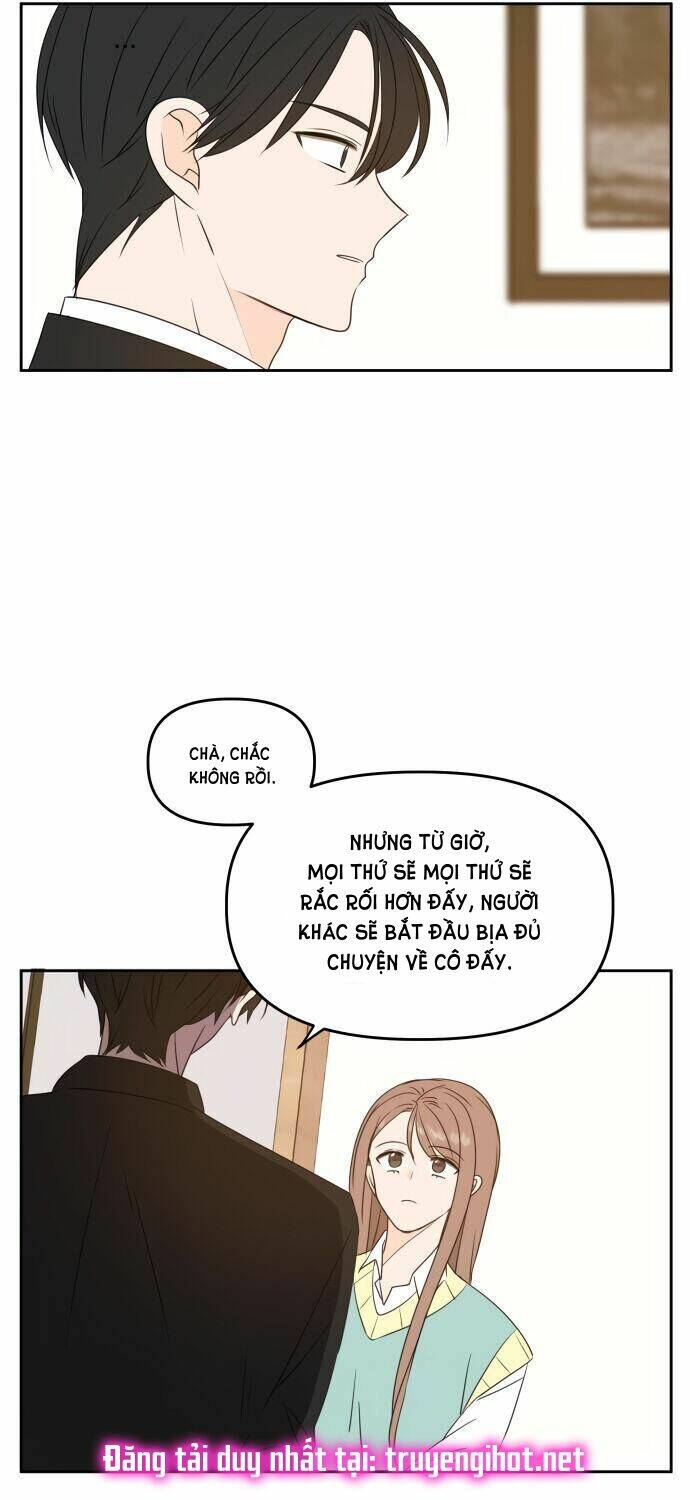 ...
CHÀ, CHẮC
KHÔNG RỒI.
NHƯNG TỪ GIỜ,
MỌI THỨ SẼ MỌI THỨ SẼ
RẮC RỐI HƠN ĐẤY, NGƯỜI
KHÁC SẼ BẮT ĐẦU BỊA ĐỦ
CHUYỆN VỀ CÔ ĐẤY.
Đăng tải duy nhất tại: truyengihot.net